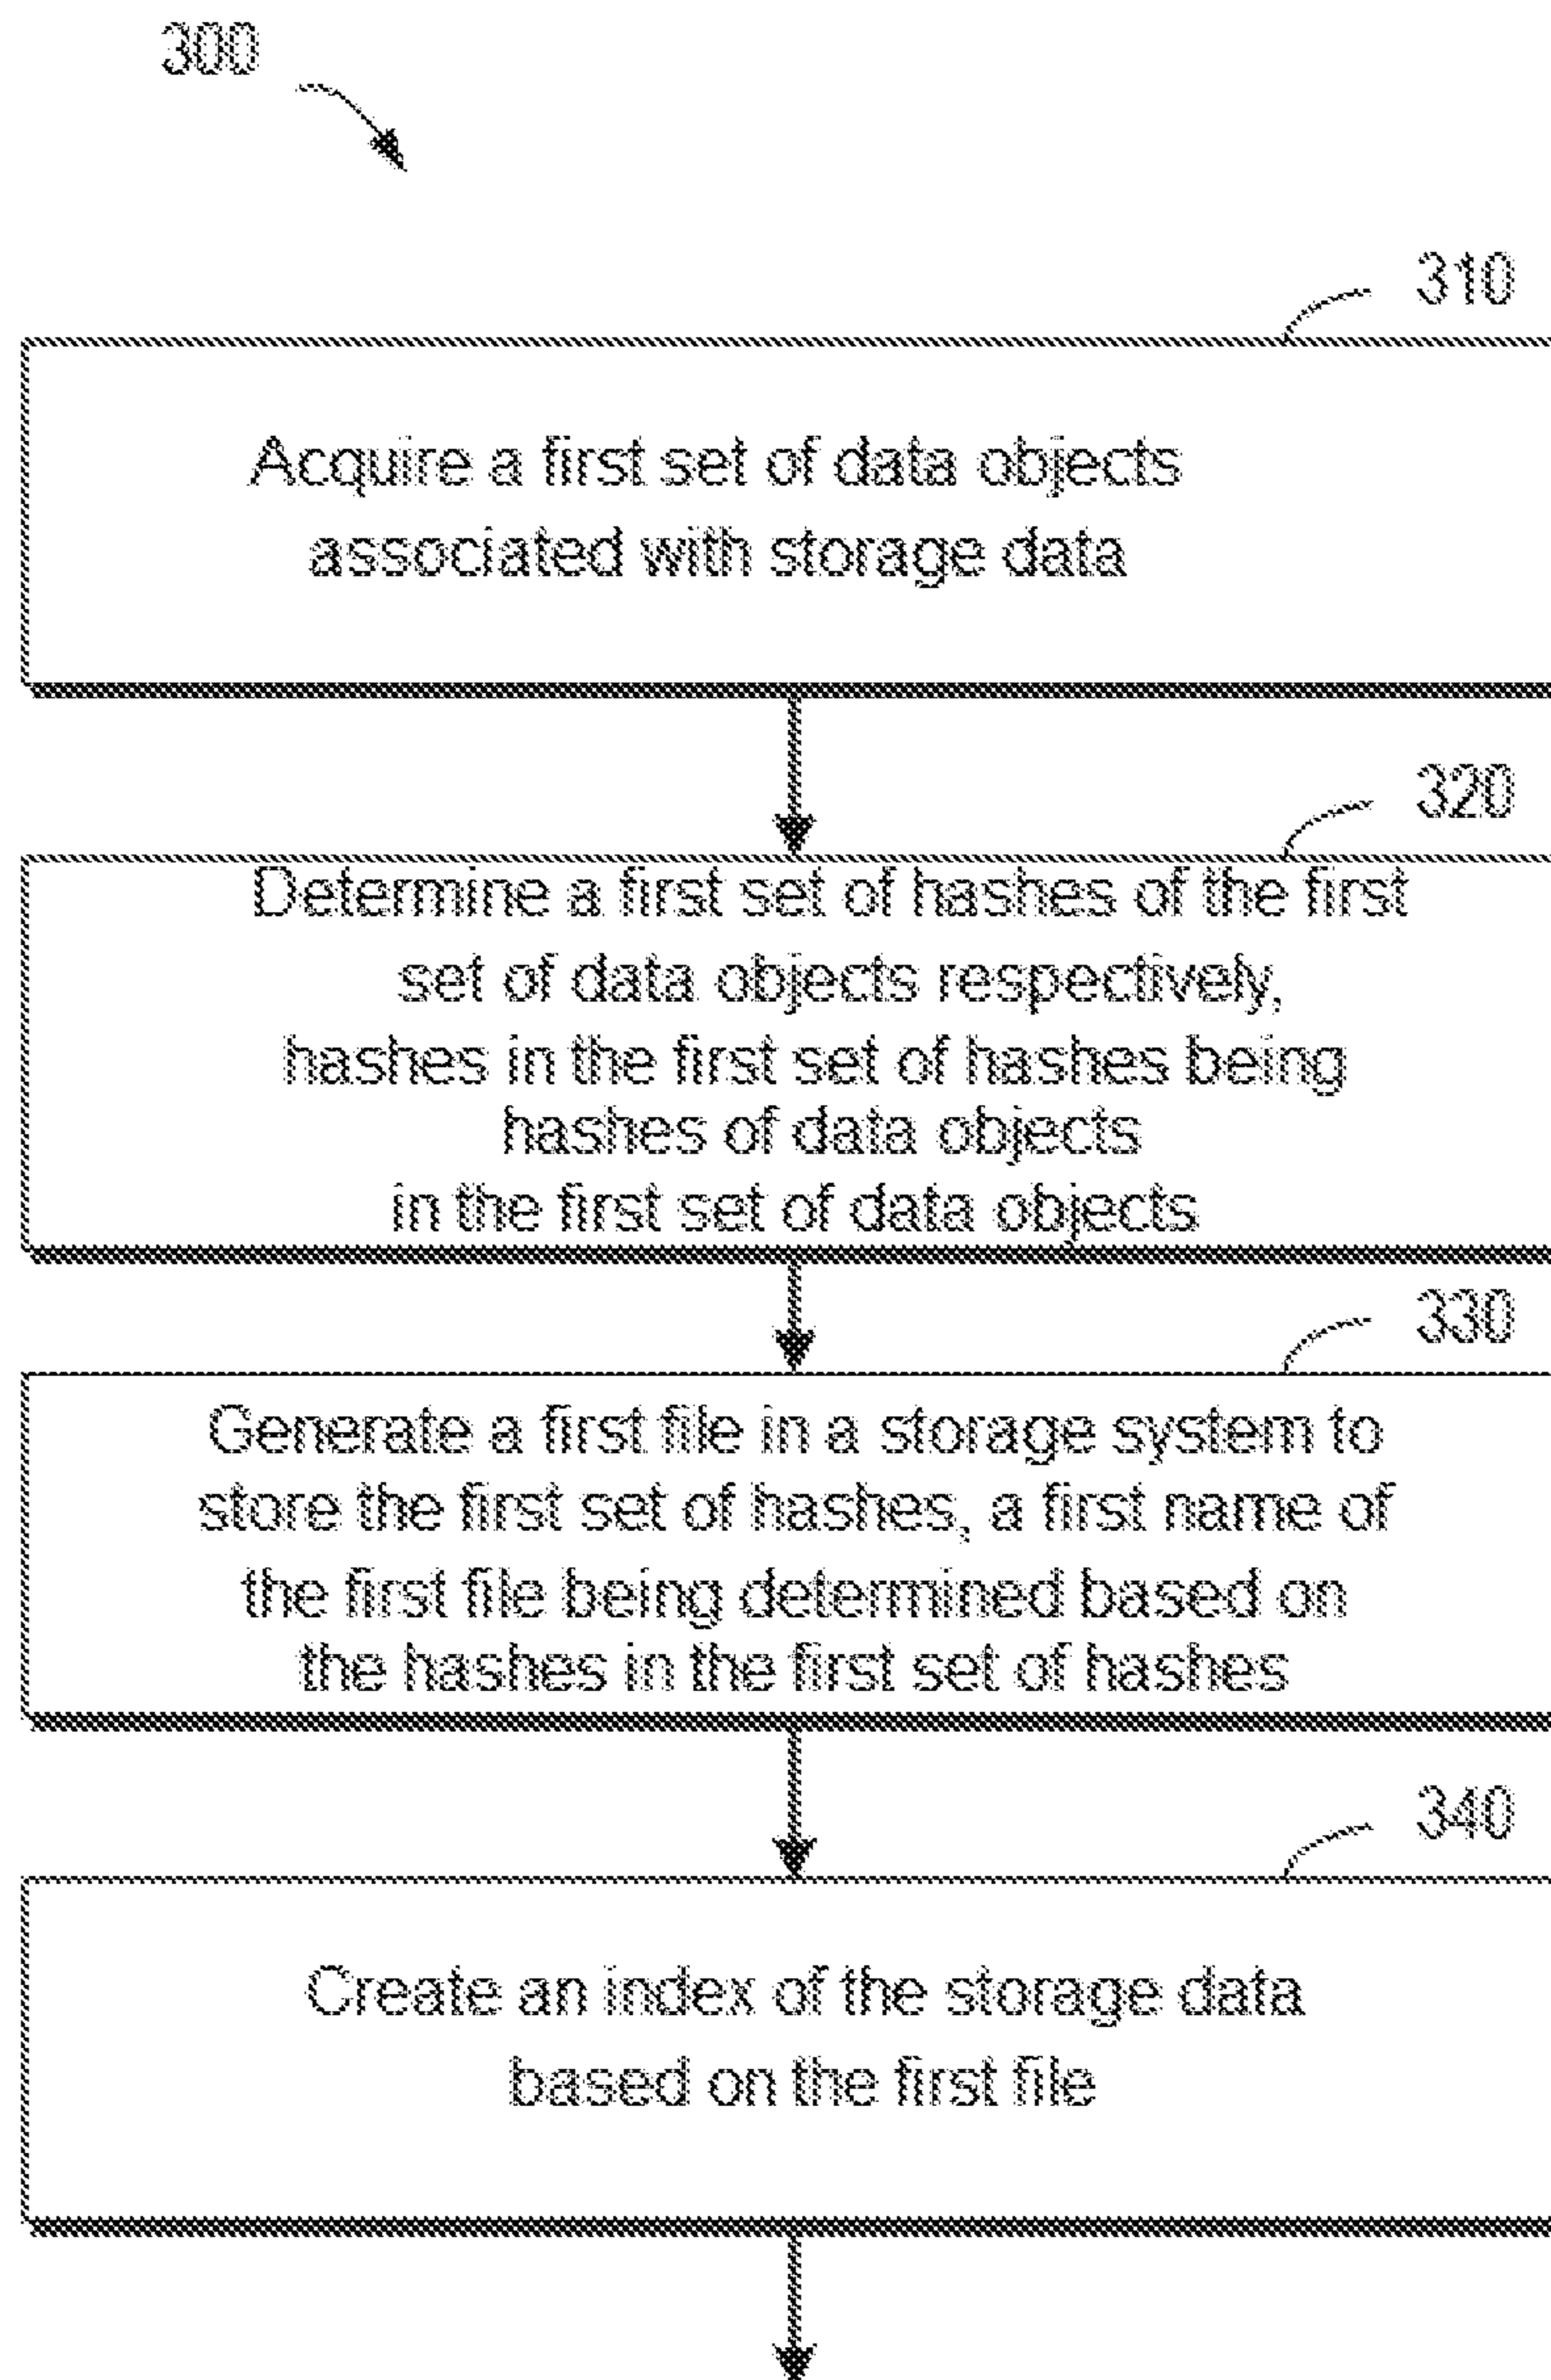 300
310
Acquire a first set of data objects
associated with storage data
320
Determine a first set of hashes of the first
set of data objects respectively,
hashes in the first set of hashes being
hashes of data objects
in the first set of data objects
330
Generate a first file in a storage system to
store the first set of hashes, a first name of
the first file being determined based on
the hashes in the first set of hashes
340
Create an index of the storage data
based on the first file